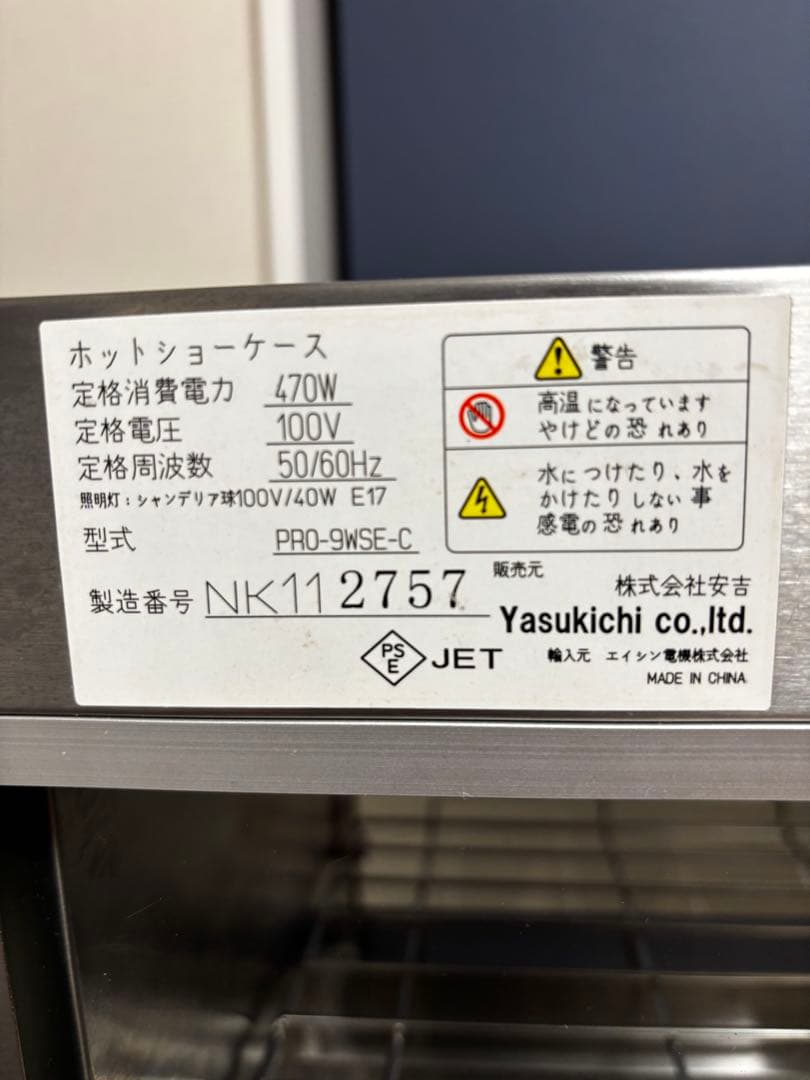 ホットショーケース
定格消費電力 470W
定格電圧 100V
定格周波数 50/60Hz
照明灯：シャンデリア球100V/40W E17
型式 PRO-9WSE-C
製造番号 NK11 2757
PS
E
JET
警告
高温になっています
やけどの恐れあり
水につけたり、水を
かけたりしない事
感電の恐れあり
販売元
株式会社安吉
Yasukichi co.,ltd.
輸入元 エイシン電機株式会社
MADE IN CHINA